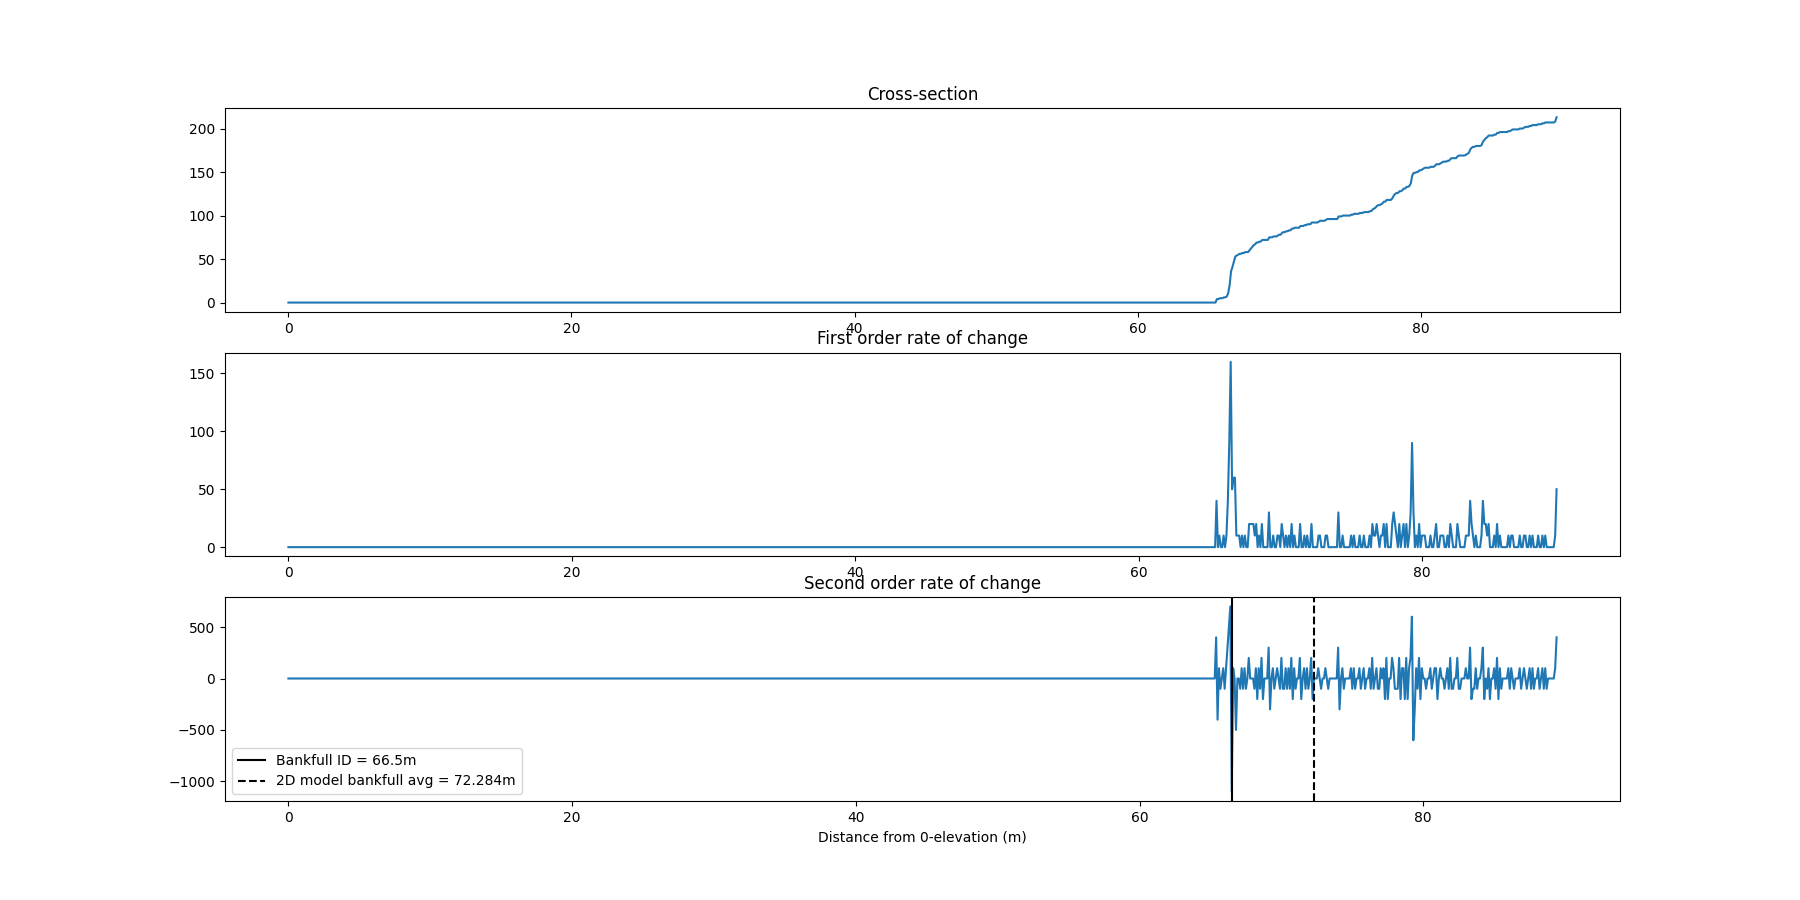 Cross-section
200
150
100
50
0
0 20 40 60 80
First order rate of change
150
100
50
0
0 20 40 60 80
Second order rate of change
500
0
−500
−1000
Bankfull ID = 66.5m
2D model bankfull avg = 72.284m
0 20 40 60 80
Distance from 0-elevation (m)